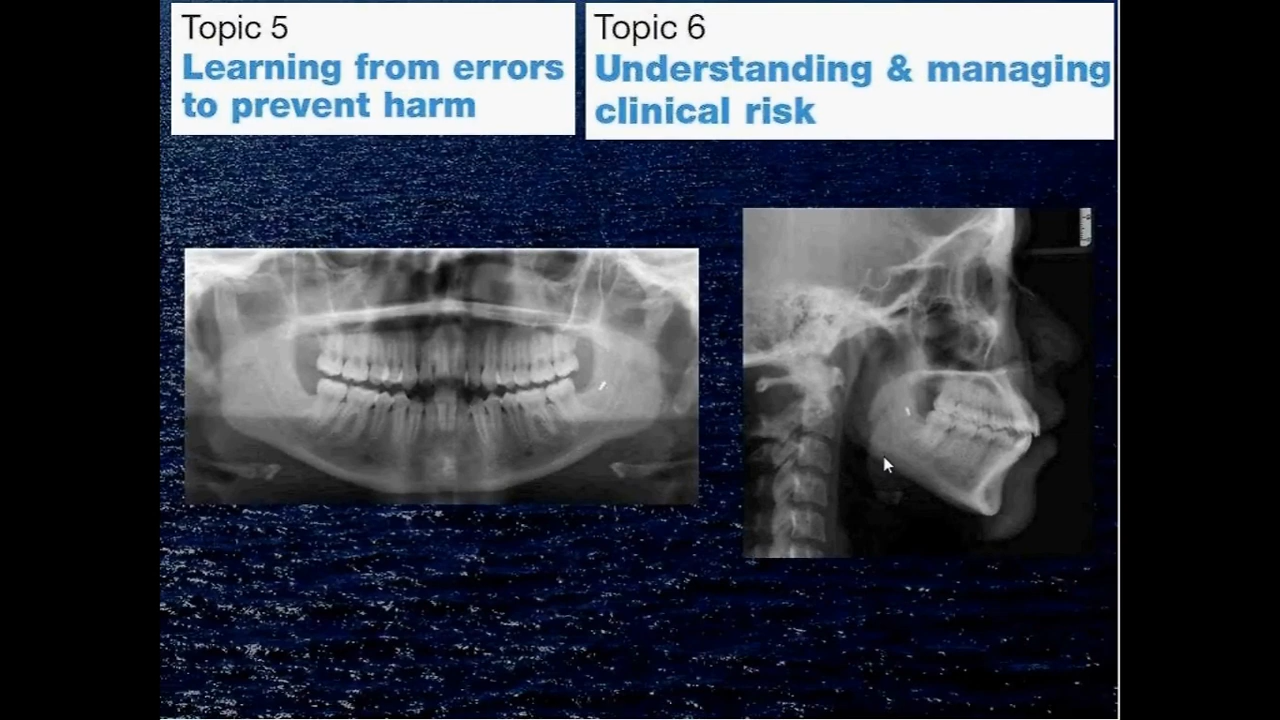 Topic 5
Learning from errors
to prevent harm
Topic 6
Understanding & managing
clinical risk